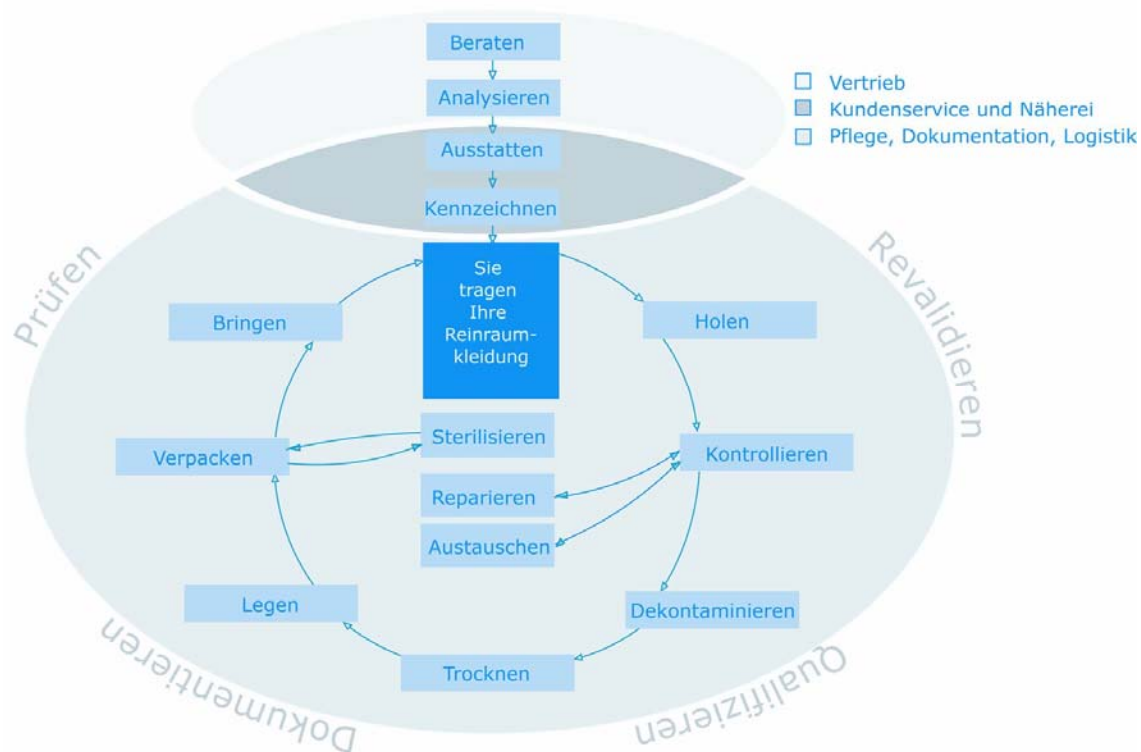 Beraten
Analysieren
Ausstatten
Kennzeichnen
Vertrieb
Kundenservice und Näherei
Pflege, Dokumentation, Logistik
Sie
tragen
Ihre
Reinraum-
kleidung
Prüfen
Revalidieren
Bringen
Holen
Sterilisieren
Verpacken
Kontrollieren
Reparieren
Austauschen
Legen
Dekontaminieren
Trocknen
Dokumentieren
Qualifizieren